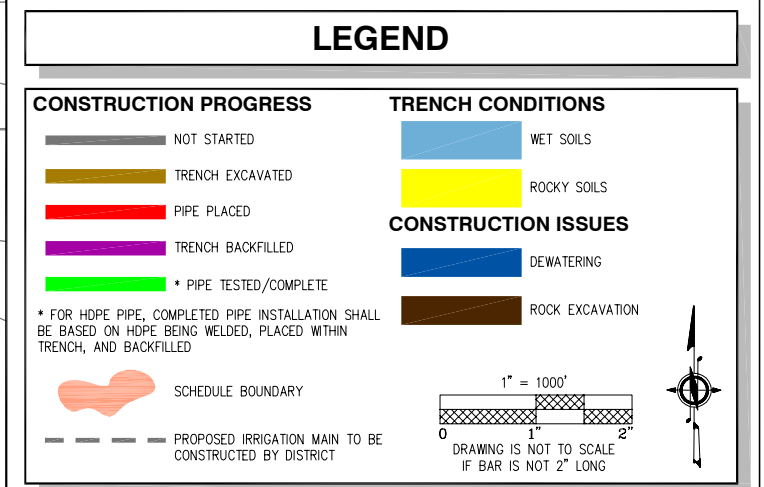 LEGEND
CONSTRUCTION PROGRESS
NOT STARTED
TRENCH EXCAVATED
PIPE PLACED
TRENCH BACKFILLED
* PIPE TESTED/COMPLETE
* FOR HDPE PIPE, COMPLETED PIPE INSTALLATION SHALL
BE BASED ON HDPE BEING WELDED, PLACED WITHIN
TRENCH, AND BACKFILLED
SCHEDULE BOUNDARY
PROPOSED IRRIGATION MAIN TO BE
CONSTRUCTED BY DISTRICT
TRENCH CONDITIONS
WET SOILS
ROCKY SOILS
CONSTRUCTION ISSUES
DEWATERING
ROCK EXCAVATION
1" = 1000'
0 1" 2"
DRAWING IS NOT TO SCALE
IF BAR IS NOT 2" LONG